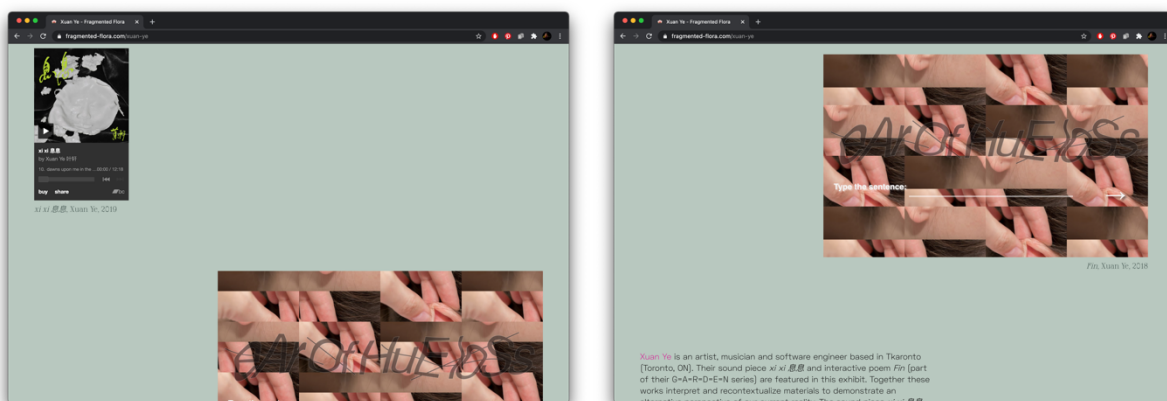 Xuan Ye - Fragmented Flora
fragmented-flora.com/xuan-ye
xi xi 息息
by Xuan Ye 叶轩
buy share
xi xi 息息, Xuan Ye, 2019
eArOfHuE
Xuan Ye - Fragmented Flora
fragmented-flora.com/xuan-ye
eArOfHuE
Type the sentence:
Fin, Xuan Ye, 2018
Xuan Ye is an artist, musician and software engineer based in Tkaronto
(Toronto, ON). Their sound piece xi xi 息息 and interactive poem Fin (part
of their G=A=R=D=E=N series) are featured in this exhibit. Together these
works interpret and recontextualize materials to demonstrate an